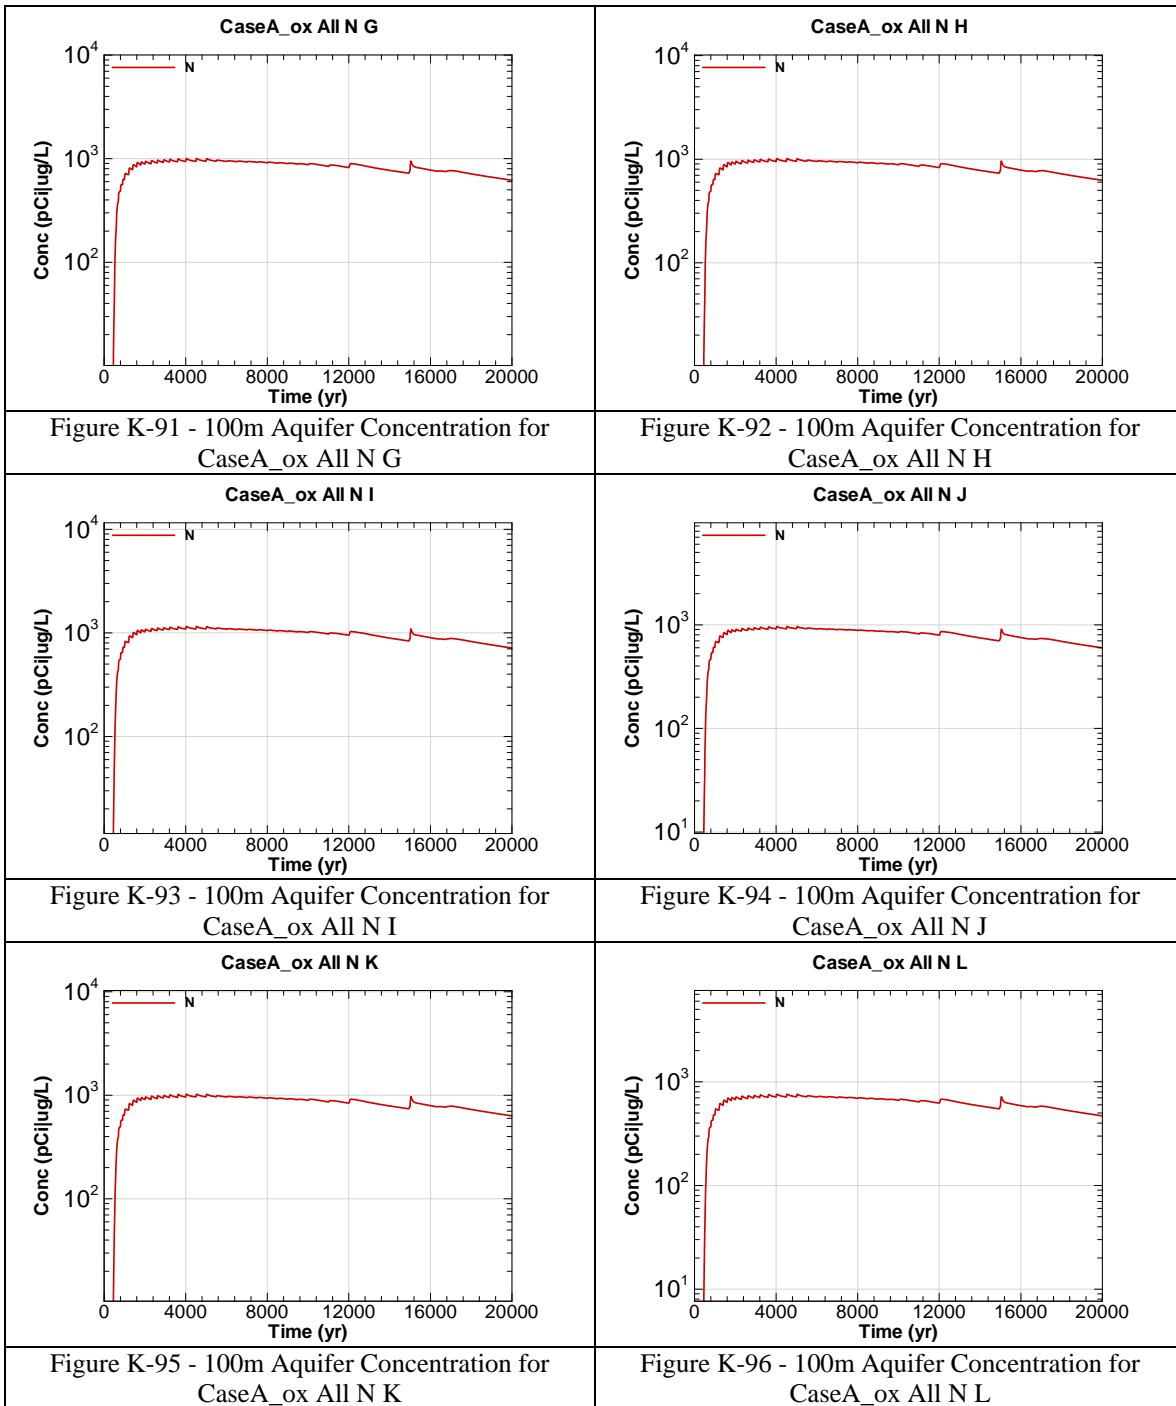 CaseA_ox All N G
10^4
N
10^3
10^2
Conc (pCi|ug/L)
0 4000 8000 12000 16000 20000
Time (yr)
Figure K-91 - 100m Aquifer Concentration for
CaseA_ox All N G
CaseA_ox All N H
10^4
N
10^3
10^2
Conc (pCi|ug/L)
0 4000 8000 12000 16000 20000
Time (yr)
Figure K-92 - 100m Aquifer Concentration for
CaseA_ox All N H
CaseA_ox All N I
10^4
N
10^3
10^2
Conc (pCi|ug/L)
0 4000 8000 12000 16000 20000
Time (yr)
Figure K-93 - 100m Aquifer Concentration for
CaseA_ox All N I
CaseA_ox All N J
N
10^3
10^2
10^1
Conc (pCi|ug/L)
0 4000 8000 12000 16000 20000
Time (yr)
Figure K-94 - 100m Aquifer Concentration for
CaseA_ox All N J
CaseA_ox All N K
10^4
N
10^3
10^2
Conc (pCi|ug/L)
0 4000 8000 12000 16000 20000
Time (yr)
Figure K-95 - 100m Aquifer Concentration for
CaseA_ox All N K
CaseA_ox All N L
N
10^3
10^2
10^1
Conc (pCi|ug/L)
0 4000 8000 12000 16000 20000
Time (yr)
Figure K-96 - 100m Aquifer Concentration for
CaseA_ox All N L